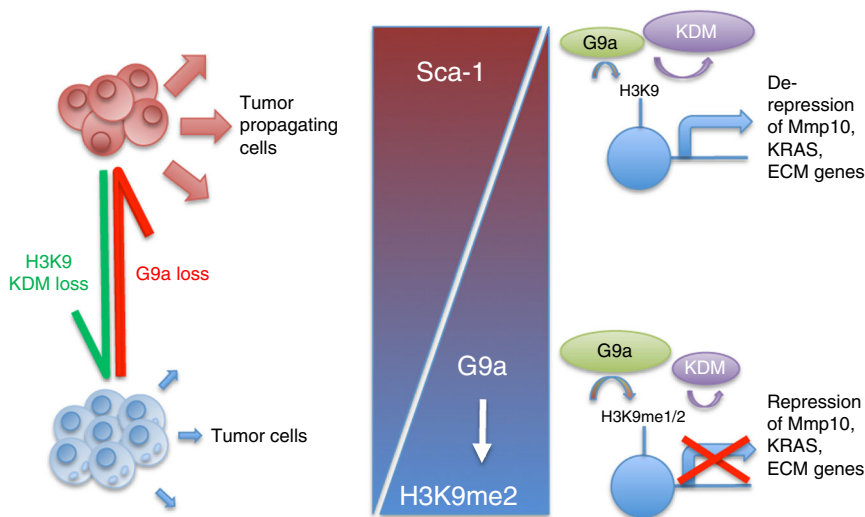 Tumor
propagating
cells
H3K9
KDM loss
G9a loss
Tumor cells
Sca-1
G9a
H3K9me2
G9a
KDM
H3K9
De-
repression
of Mmp10,
KRAS,
ECM genes
G9a
KDM
H3K9me1/2
Repression
of Mmp10,
KRAS,
ECM genes